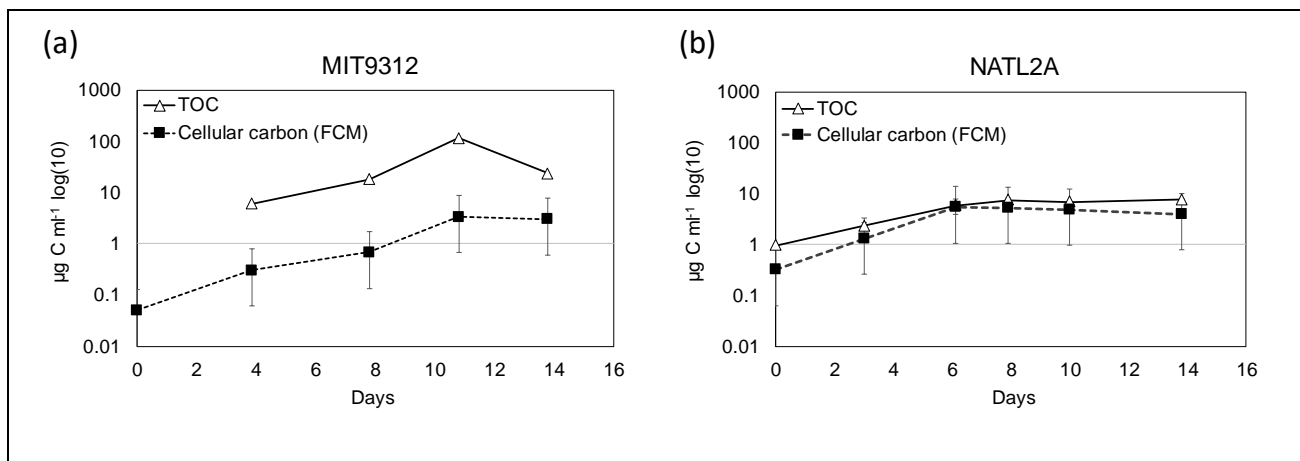 (a)
MIT9312
TOC
Cellular carbon (FCM)
µg C ml⁻¹ log(10)
1000
100
10
1
0.1
0.01
0 2 4 6 8 10 12 14 16
Days
(b)
NATL2A
TOC
Cellular carbon (FCM)
µg C ml⁻¹ log(10)
1000
100
10
1
0.1
0.01
0 2 4 6 8 10 12 14 16
Days